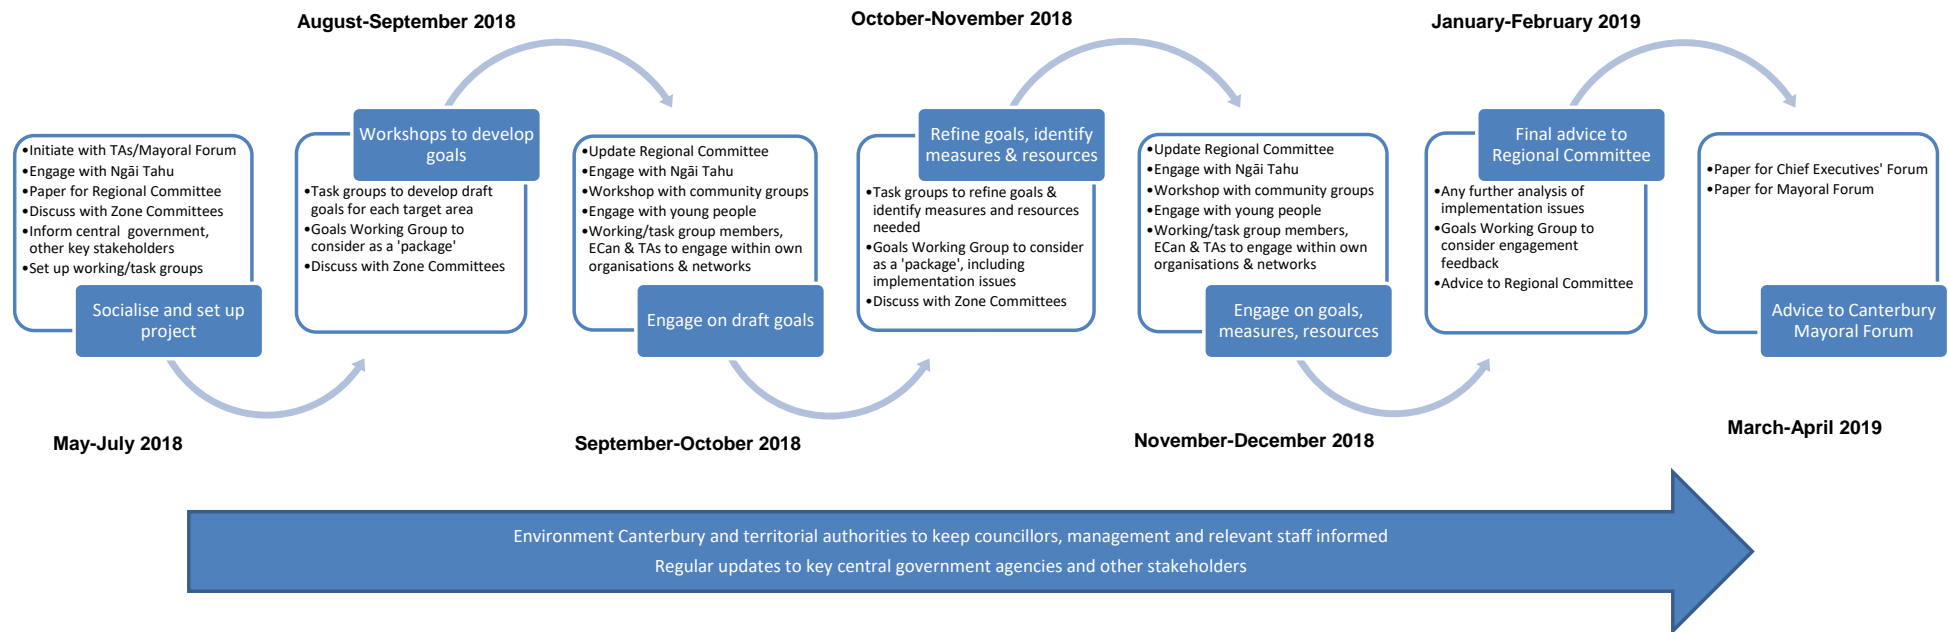 August-September 2018
October-November 2018
January-February 2019
•Initiate with TAs/Mayoral Forum
•Engage with Ngāi Tahu
•Paper for Regional Committee
•Discuss with Zone Committees
•Inform central government,
other key stakeholders
•Set up working/task groups
Socialise and set up
project
May-July 2018
Workshops to develop
goals
•Task groups to develop draft
goals for each target area
•Goals Working Group to
consider as a 'package'
•Discuss with Zone Committees
•Update Regional Committee
•Engage with Ngāi Tahu
•Workshop with community groups
•Engage with young people
•Working/task group members,
ECan & TAs to engage within own
organisations & networks
Engage on draft goals
September-October 2018
Refine goals, identify
measures & resources
•Task groups to refine goals &
identify measures and resources
needed
•Goals Working Group to consider
as a 'package', including
implementation issues
•Discuss with Zone Committees
•Update Regional Committee
•Engage with Ngāi Tahu
•Workshop with community groups
•Engage with young people
•Working/task group members,
ECan & TAs to engage within own
organisations & networks
Engage on goals,
measures, resources
November-December 2018
Final advice to
Regional Committee
•Any further analysis of
implementation issues
•Goals Working Group to
consider engagement
feedback
•Advice to Regional Committee
•Paper for Chief Executives' Forum
•Paper for Mayoral Forum
Advice to Canterbury
Mayoral Forum
March-April 2019
Environment Canterbury and territorial authorities to keep councillors, management and relevant staff informed
Regular updates to key central government agencies and other stakeholders